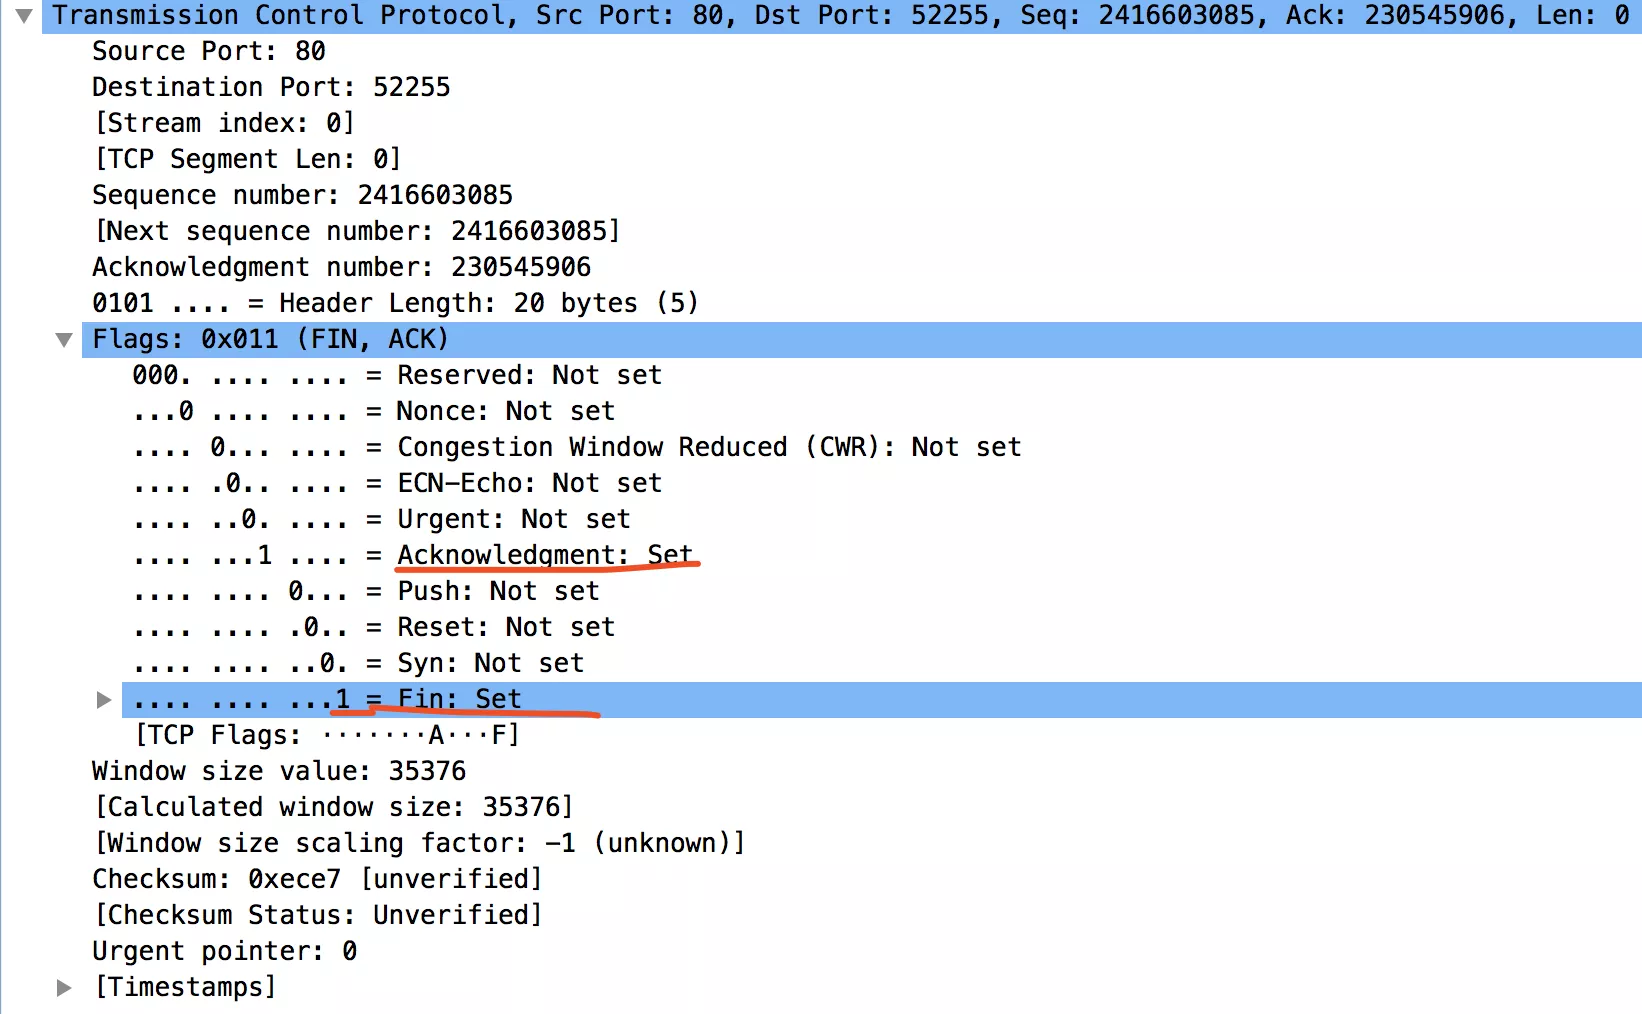 Transmission Control Protocol, Src Port: 80, Dst Port: 52255, Seq: 2416603085, Ack: 230545906, Len: 0
Source Port: 80
Destination Port: 52255
[Stream index: 0]
[TCP Segment Len: 0]
Sequence number: 2416603085
[Next sequence number: 2416603085]
Acknowledgment number: 230545906
0101 .... = Header Length: 20 bytes (5)
Flags: 0x011 (FIN, ACK)
000. .... .... = Reserved: Not set
...0 .... .... = Nonce: Not set
.... 0... .... = Congestion Window Reduced (CWR): Not set
.... .0.. .... = ECN-Echo: Not set
.... ..0. .... = Urgent: Not set
.... ...1 .... = Acknowledgment: Set
.... .... 0... = Push: Not set
.... .... .0.. = Reset: Not set
.... .... ..0. = Syn: Not set
.... .... ...1 = Fin: Set
[TCP Flags: ·······A···F]
Window size value: 35376
[Calculated window size: 35376]
[Window size scaling factor: -1 (unknown)]
Checksum: 0xece7 [unverified]
[Checksum Status: Unverified]
Urgent pointer: 0
[Timestamps]